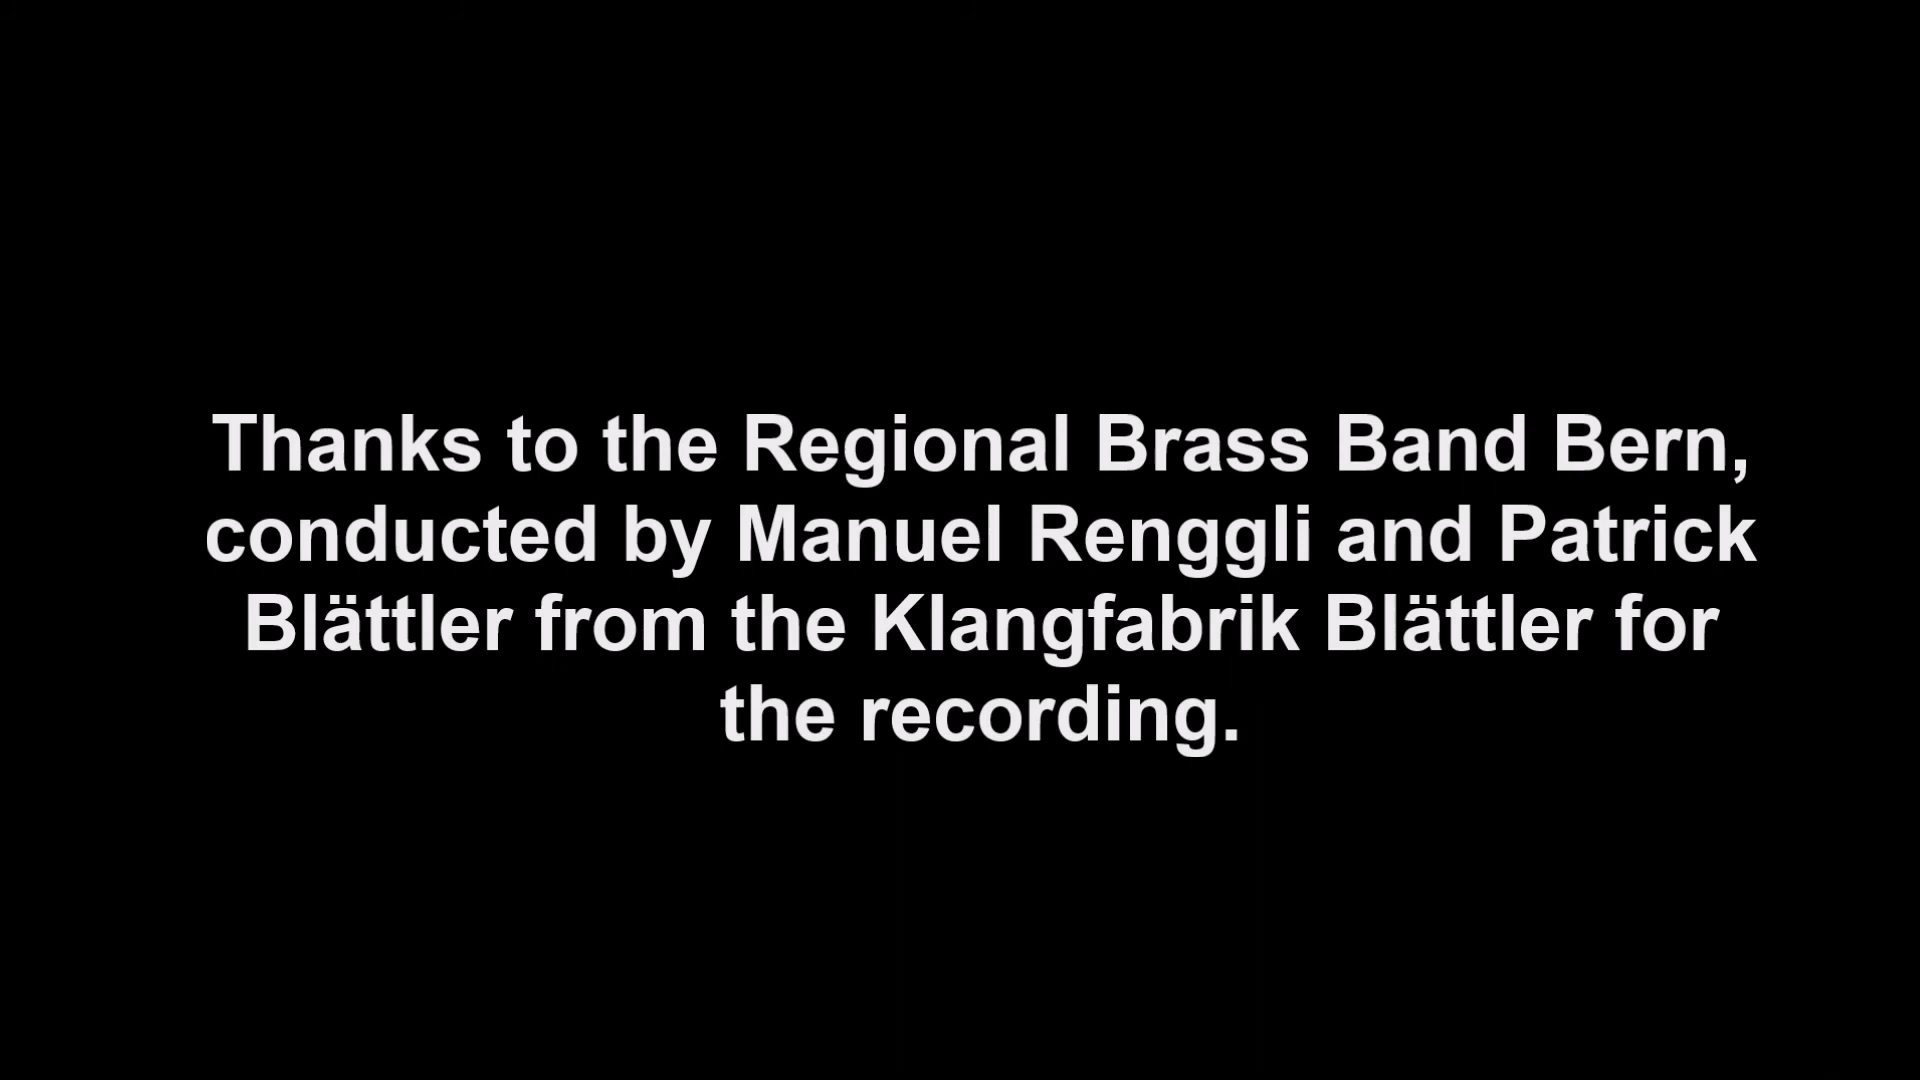 Thanks to the Regional Brass Band Bern,
conducted by Manuel Renggli and Patrick
Blättler from the Klangfabrik Blättler for
the recording.